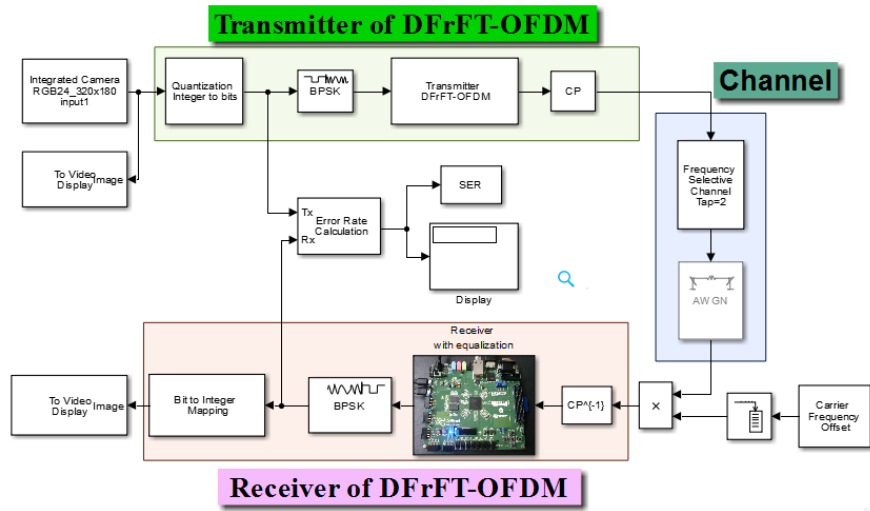 Transmitter of DFrFT-OFDM
Integrated Camera
RGB24_320x180
input1
Quantization
Integer to bits
BPSK
Transmitter
DFrFT-OFDM
CP
Channel
To Video
Display
Image
Frequency
Selective
Channel
Tap=2
Tx
Rx
Error Rate
Calculation
SER
Display
AWGN
Receiver
with equalization
To Video
Display
Image
Bit to Integer
Mapping
BPSK
CP^{-1}
×
Carrier
Frequency
Offset
Receiver of DFrFT-OFDM